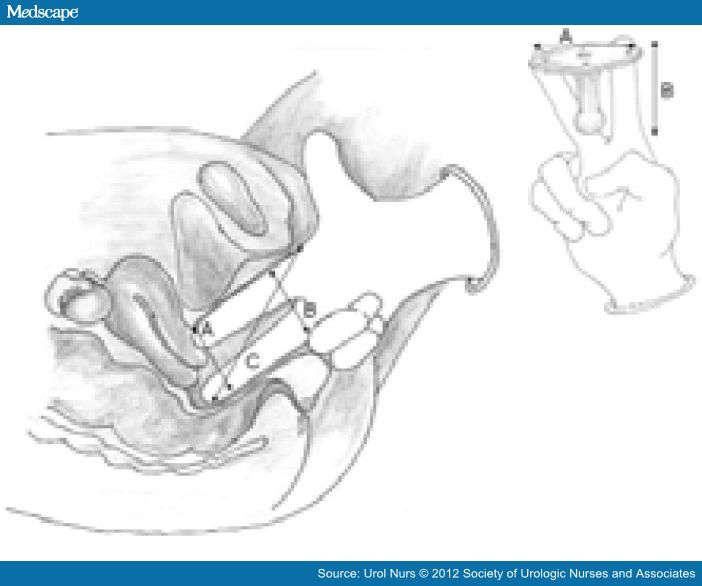 Medscape
A
B
A
B
C
Source: Urol Nurs © 2012 Society of Urologic Nurses and Associates